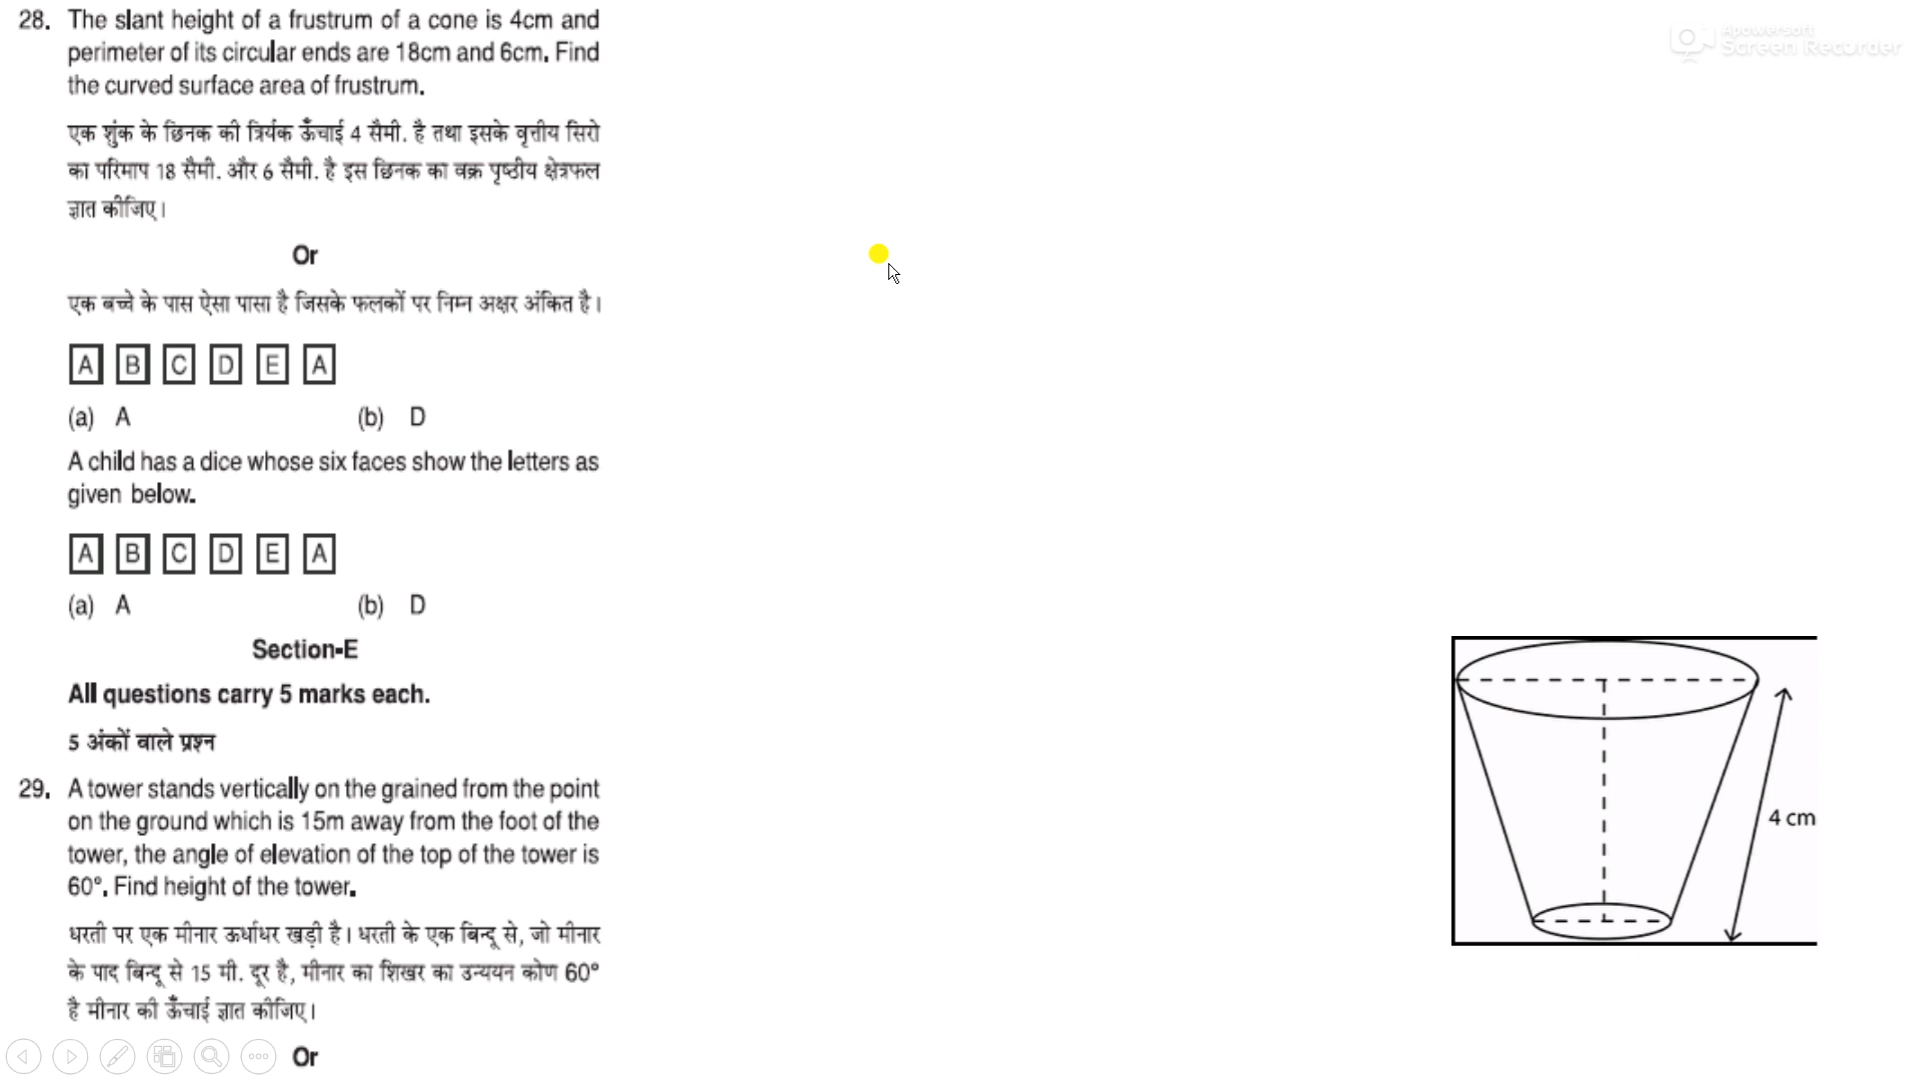 28. The slant height of a frustrum of a cone is 4cm and
perimeter of its circular ends are 18cm and 6cm. Find
the curved surface area of frustrum.
एक शुंक के छिनक की त्रिर्यक ऊँचाई 4 सैमी. है तथा इसके वृत्तीय सिरो
का परिमाप 18 सैमी. और 6 सैमी. है इस छिनक का वक्र पृष्ठीय क्षेत्रफल
ज्ञात कीजिए।
Or
एक बच्चे के पास ऐसा पासा है जिसके फलकों पर निम्न अक्षर अंकित है।
A B C D E A
(a) A (b) D
A child has a dice whose six faces show the letters as
given below.
A B C D E A
(a) A (b) D
Section-E
All questions carry 5 marks each.
5 अंकों वाले प्रश्न
29. A tower stands vertically on the grained from the point
on the ground which is 15m away from the foot of the
tower, the angle of elevation of the top of the tower is
60°. Find height of the tower.
धरती पर एक मीनार ऊर्धाधर खड़ी है। धरती के एक बिन्दू से, जो मीनार
के पाद बिन्दू से 15 मी. दूर है, मीनार का शिखर का उन्ययन कोण 60°
है मीनार की ऊँचाई ज्ञात कीजिए।
Or
4 cm
Apowersoft
Screen Recorder